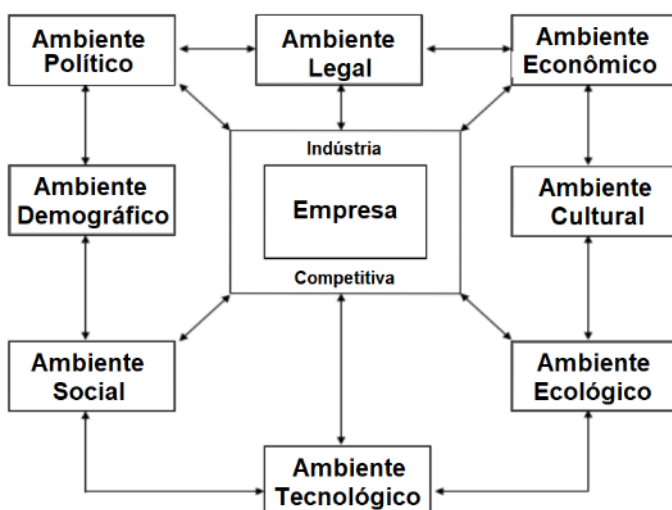 Ambiente
Político
Ambiente
Legal
Ambiente
Econômico
Indústria
Ambiente
Demográfico
Empresa
Ambiente
Cultural
Competitiva
Ambiente
Social
Ambiente
Ecológico
Ambiente
Tecnológico